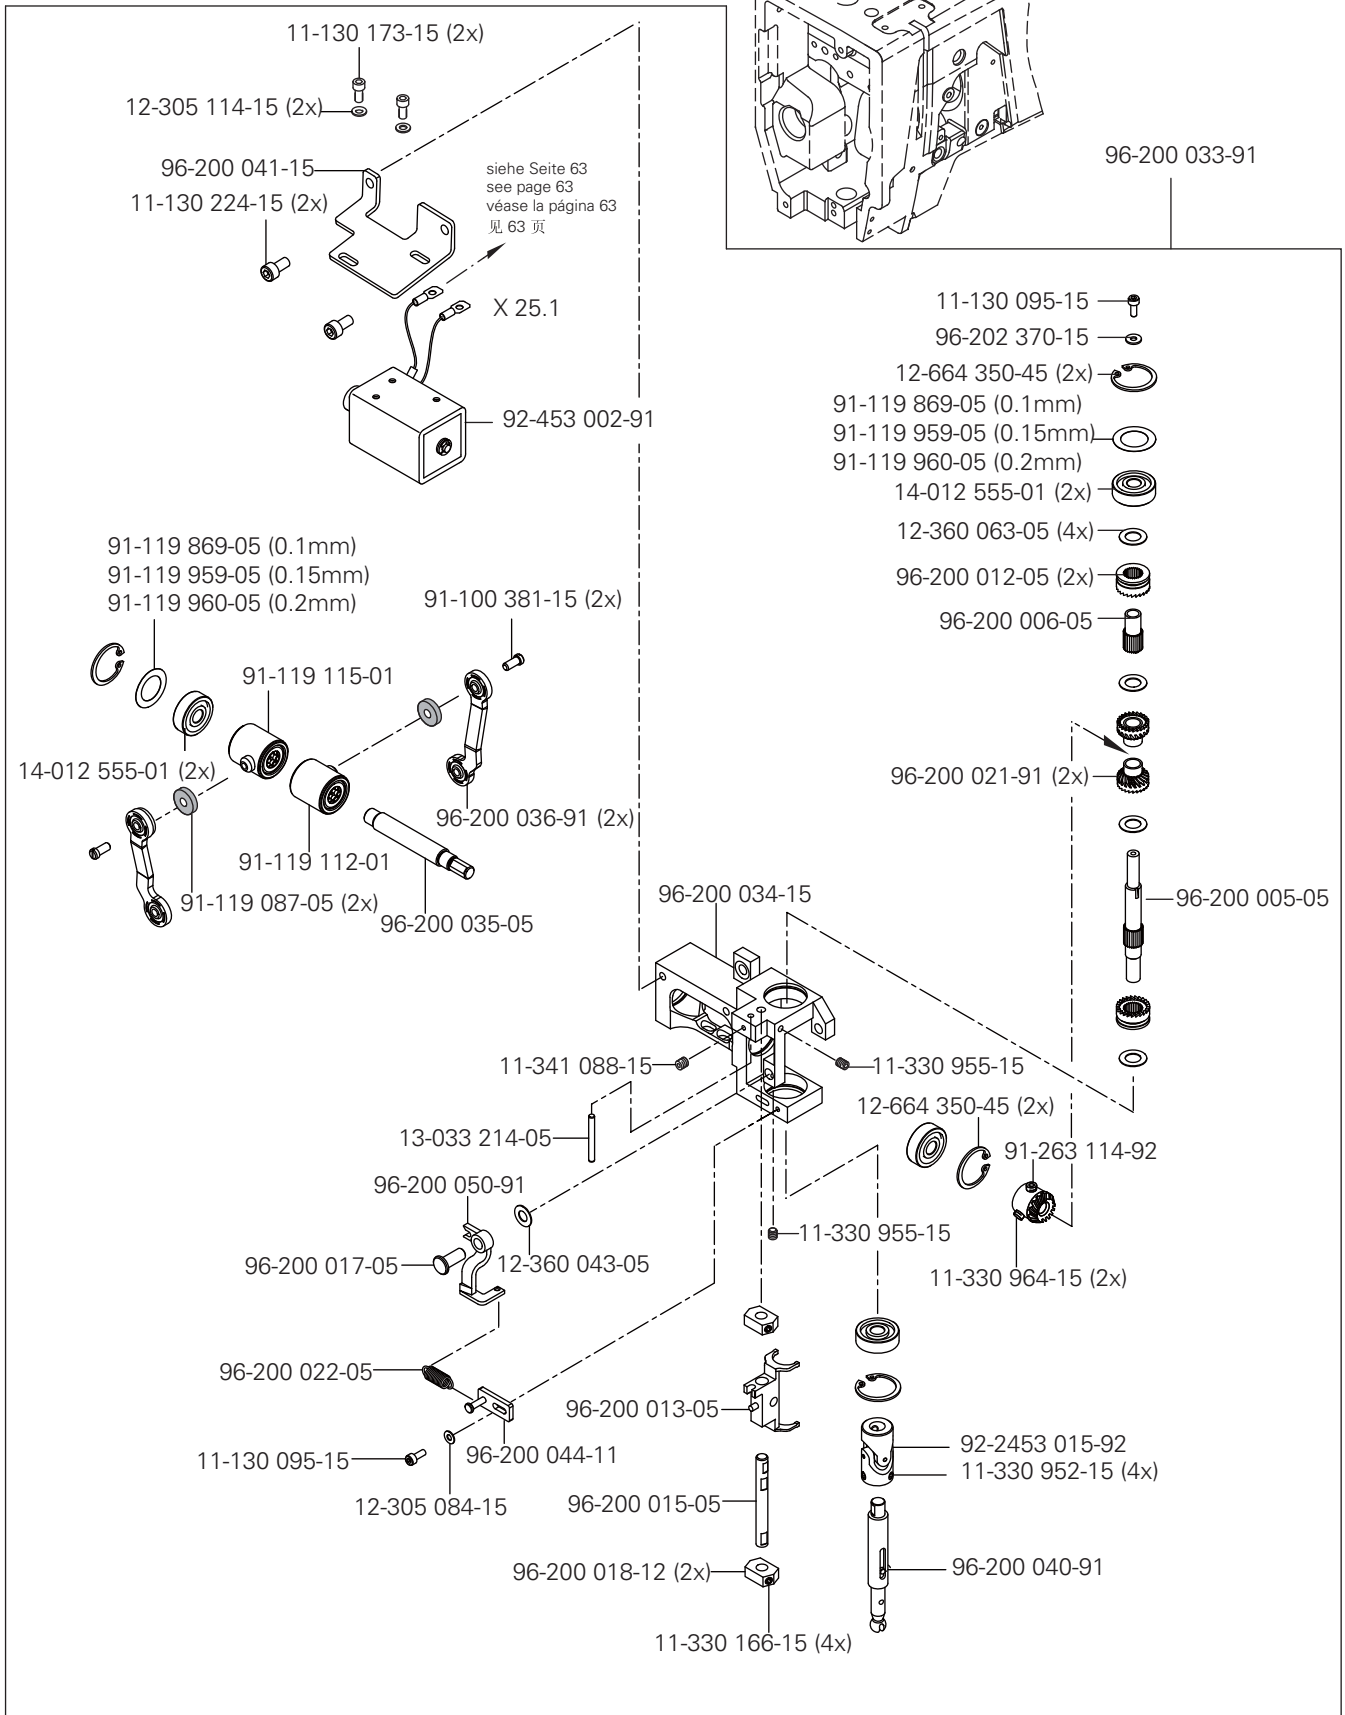 11-130 173-15 (2x)
12-305 114-15 (2x)
96-200 041-15
11-130 224-15 (2x)
siehe Seite 63
see page 63
véase la página 63
见 63 页
X 25.1
92-453 002-91
96-200 033-91
11-130 095-15
96-202 370-15
12-664 350-45 (2x)
91-119 869-05 (0.1mm)
91-119 959-05 (0.15mm)
91-119 960-05 (0.2mm)
14-012 555-01 (2x)
12-360 063-05 (4x)
96-200 012-05 (2x)
96-200 006-05
96-200 021-91 (2x)
96-200 005-05
91-119 869-05 (0.1mm)
91-119 959-05 (0.15mm)
91-119 960-05 (0.2mm)
91-100 381-15 (2x)
91-119 115-01
14-012 555-01 (2x)
96-200 036-91 (2x)
91-119 112-01
91-119 087-05 (2x)
96-200 035-05
96-200 034-15
11-341 088-15
11-330 955-15
12-664 350-45 (2x)
13-033 214-05
91-263 114-92
96-200 050-91
11-330 955-15
96-200 017-05
12-360 043-05
11-330 964-15 (2x)
96-200 022-05
96-200 013-05
96-200 044-11
11-130 095-15
12-305 084-15
92-2453 015-92
11-330 952-15 (4x)
96-200 015-05
96-200 018-12 (2x)
96-200 040-91
11-330 166-15 (4x)